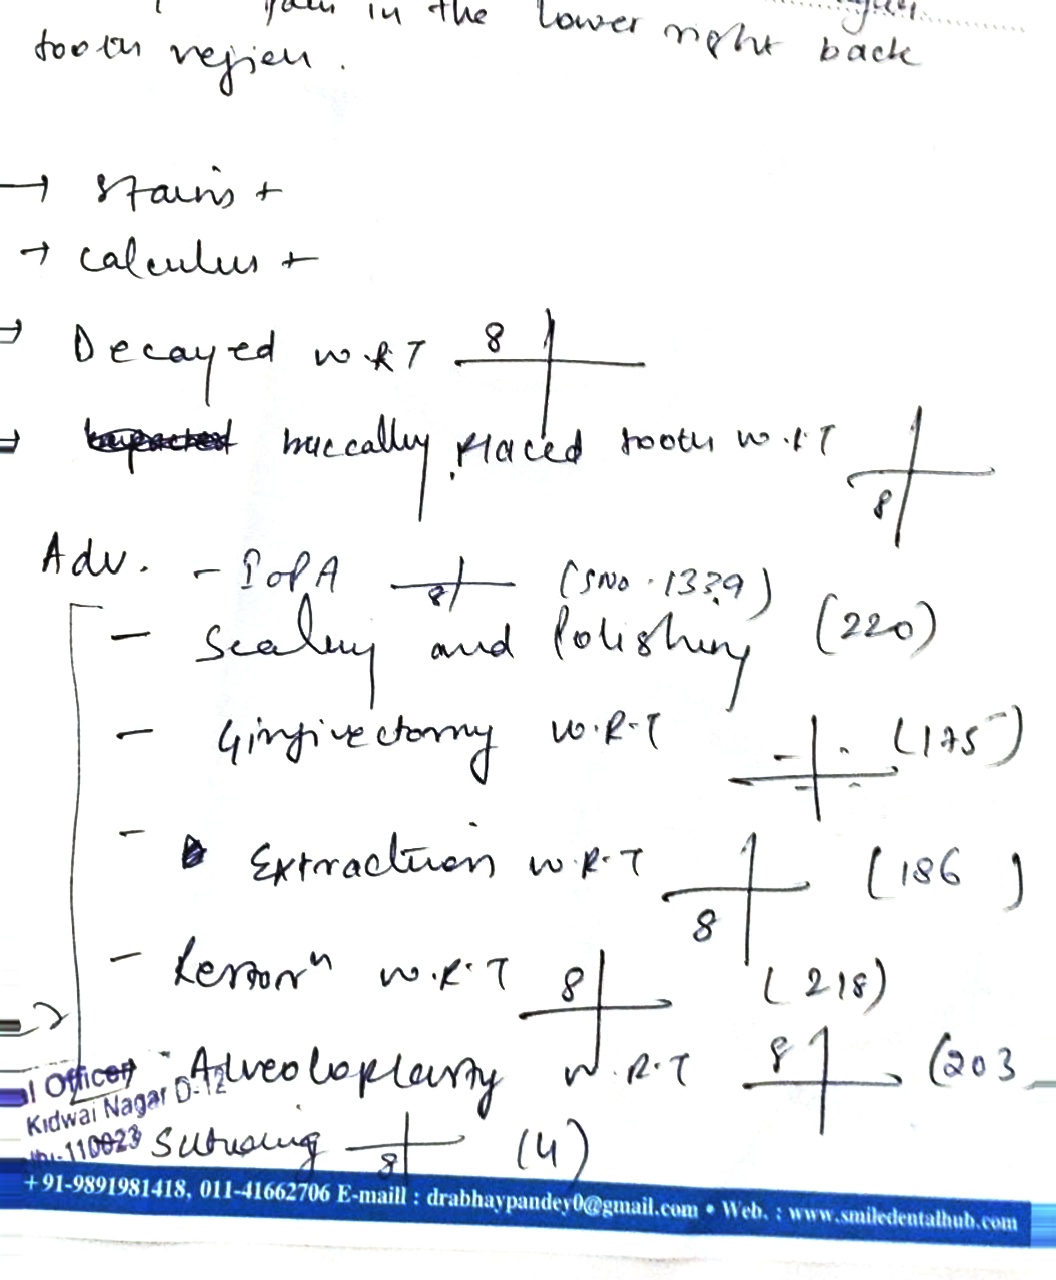 pain in the lower right back
tooth region.
→ Stains +
→ calculus +
→ Decayed W.R.T 8
→ buccally placed tooth W.R.T 8
Adv. - IOPA 8 (SNo. 1339)
- Scaling and Polishing (220)
- Gingivectomy W.R.T (175)
- Extraction W.R.T 8 (186)
- Restorⁿ W.R.T 8 (218)
- Alveoloplasty W.R.T 8 (203
l Officer
Kidwai Nagar D-12
110023
Suturing 8 (4)
+91-9891981418, 011-41662706 E-maill : drabhaypandey0@gmail.com • Web. : www.smiledentalhub.com